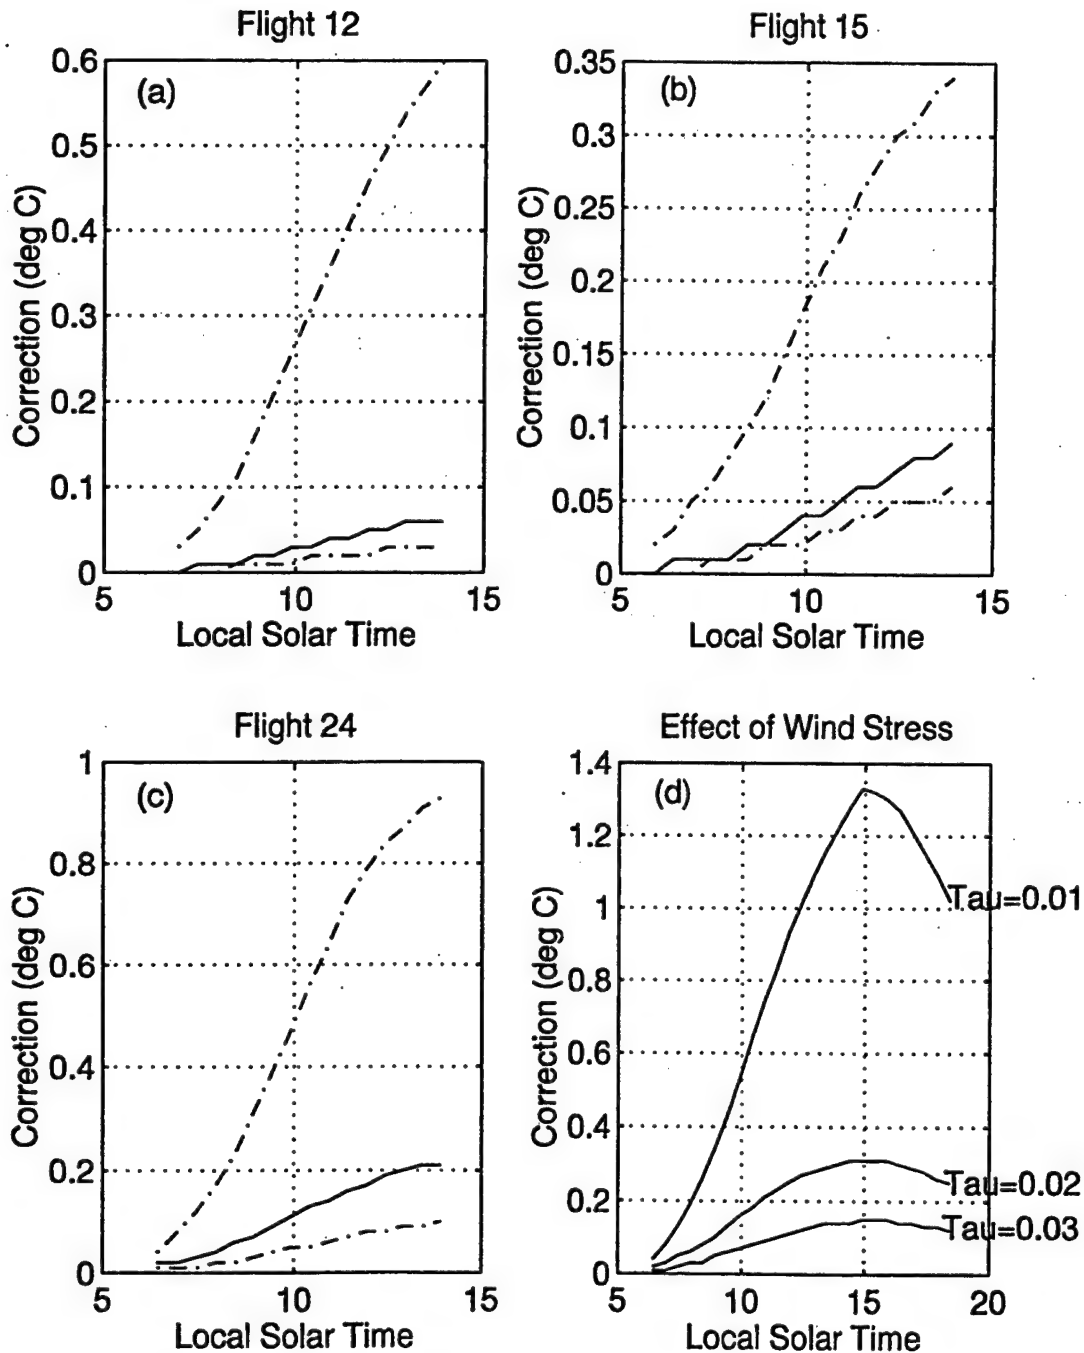 Flight 12
(a)
Correction (deg C)
0.6
0.5
0.4
0.3
0.2
0.1
0
5
10
15
Local Solar Time
Flight 15
(b)
Correction (deg C)
0.35
0.3
0.25
0.2
0.15
0.1
0.05
0
5
10
15
Local Solar Time
Flight 24
(c)
Correction (deg C)
1
0.8
0.6
0.4
0.2
0
5
10
15
Local Solar Time
Effect of Wind Stress
(d)
Correction (deg C)
1.4
1.2
1
0.8
0.6
0.4
0.2
0
Tau=0.01
Tau=0.02
Tau=0.03
5
10
15
20
Local Solar Time